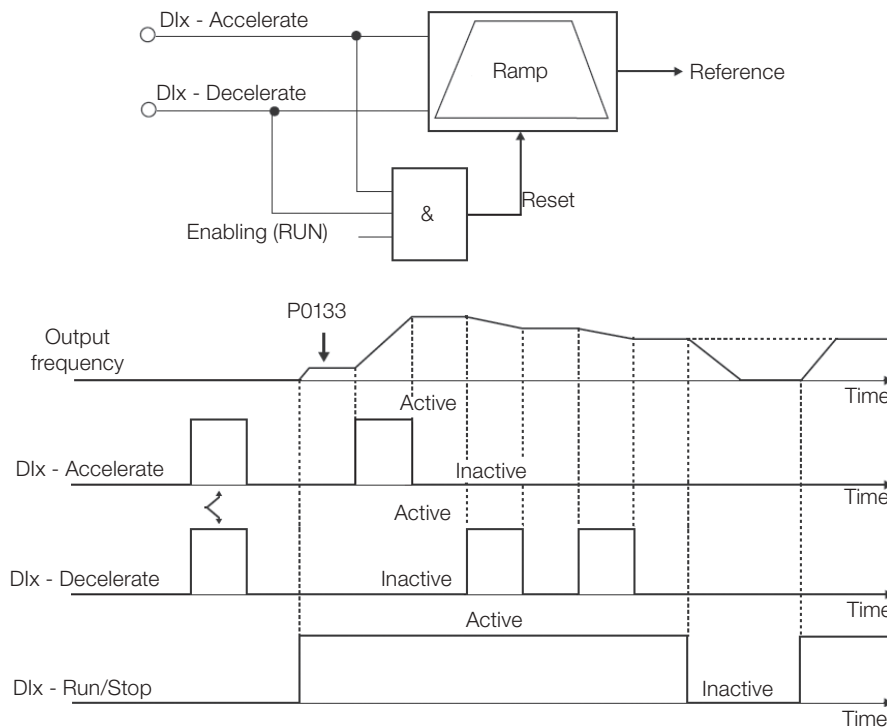 DIx - Accelerate
Ramp
Reference
DIx - Decelerate
Reset
&
Enabling (RUN)
P0133
Output
frequency
Time
Active
DIx - Accelerate
Inactive
Time
Active
DIx - Decelerate
Inactive
Time
Active
DIx - Run/Stop
Inactive
Time